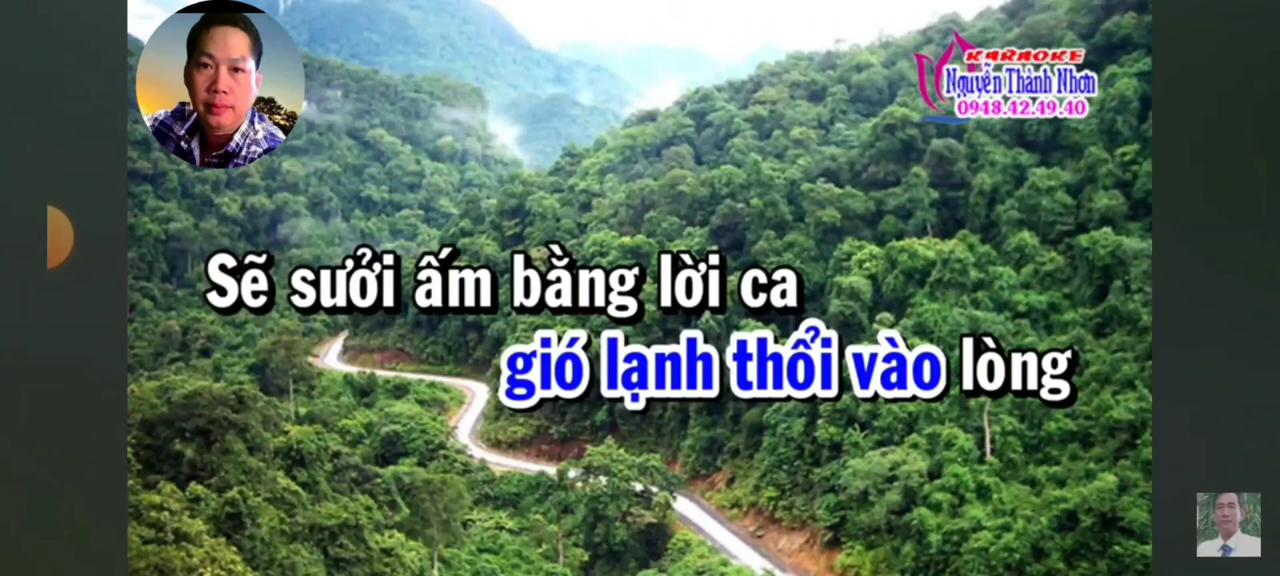 KARAOKE
Nguyễn Thành Nhơn
0948.42.49.40
Sẽ sưởi ấm bằng lời ca
gió lạnh thổi vào lòng